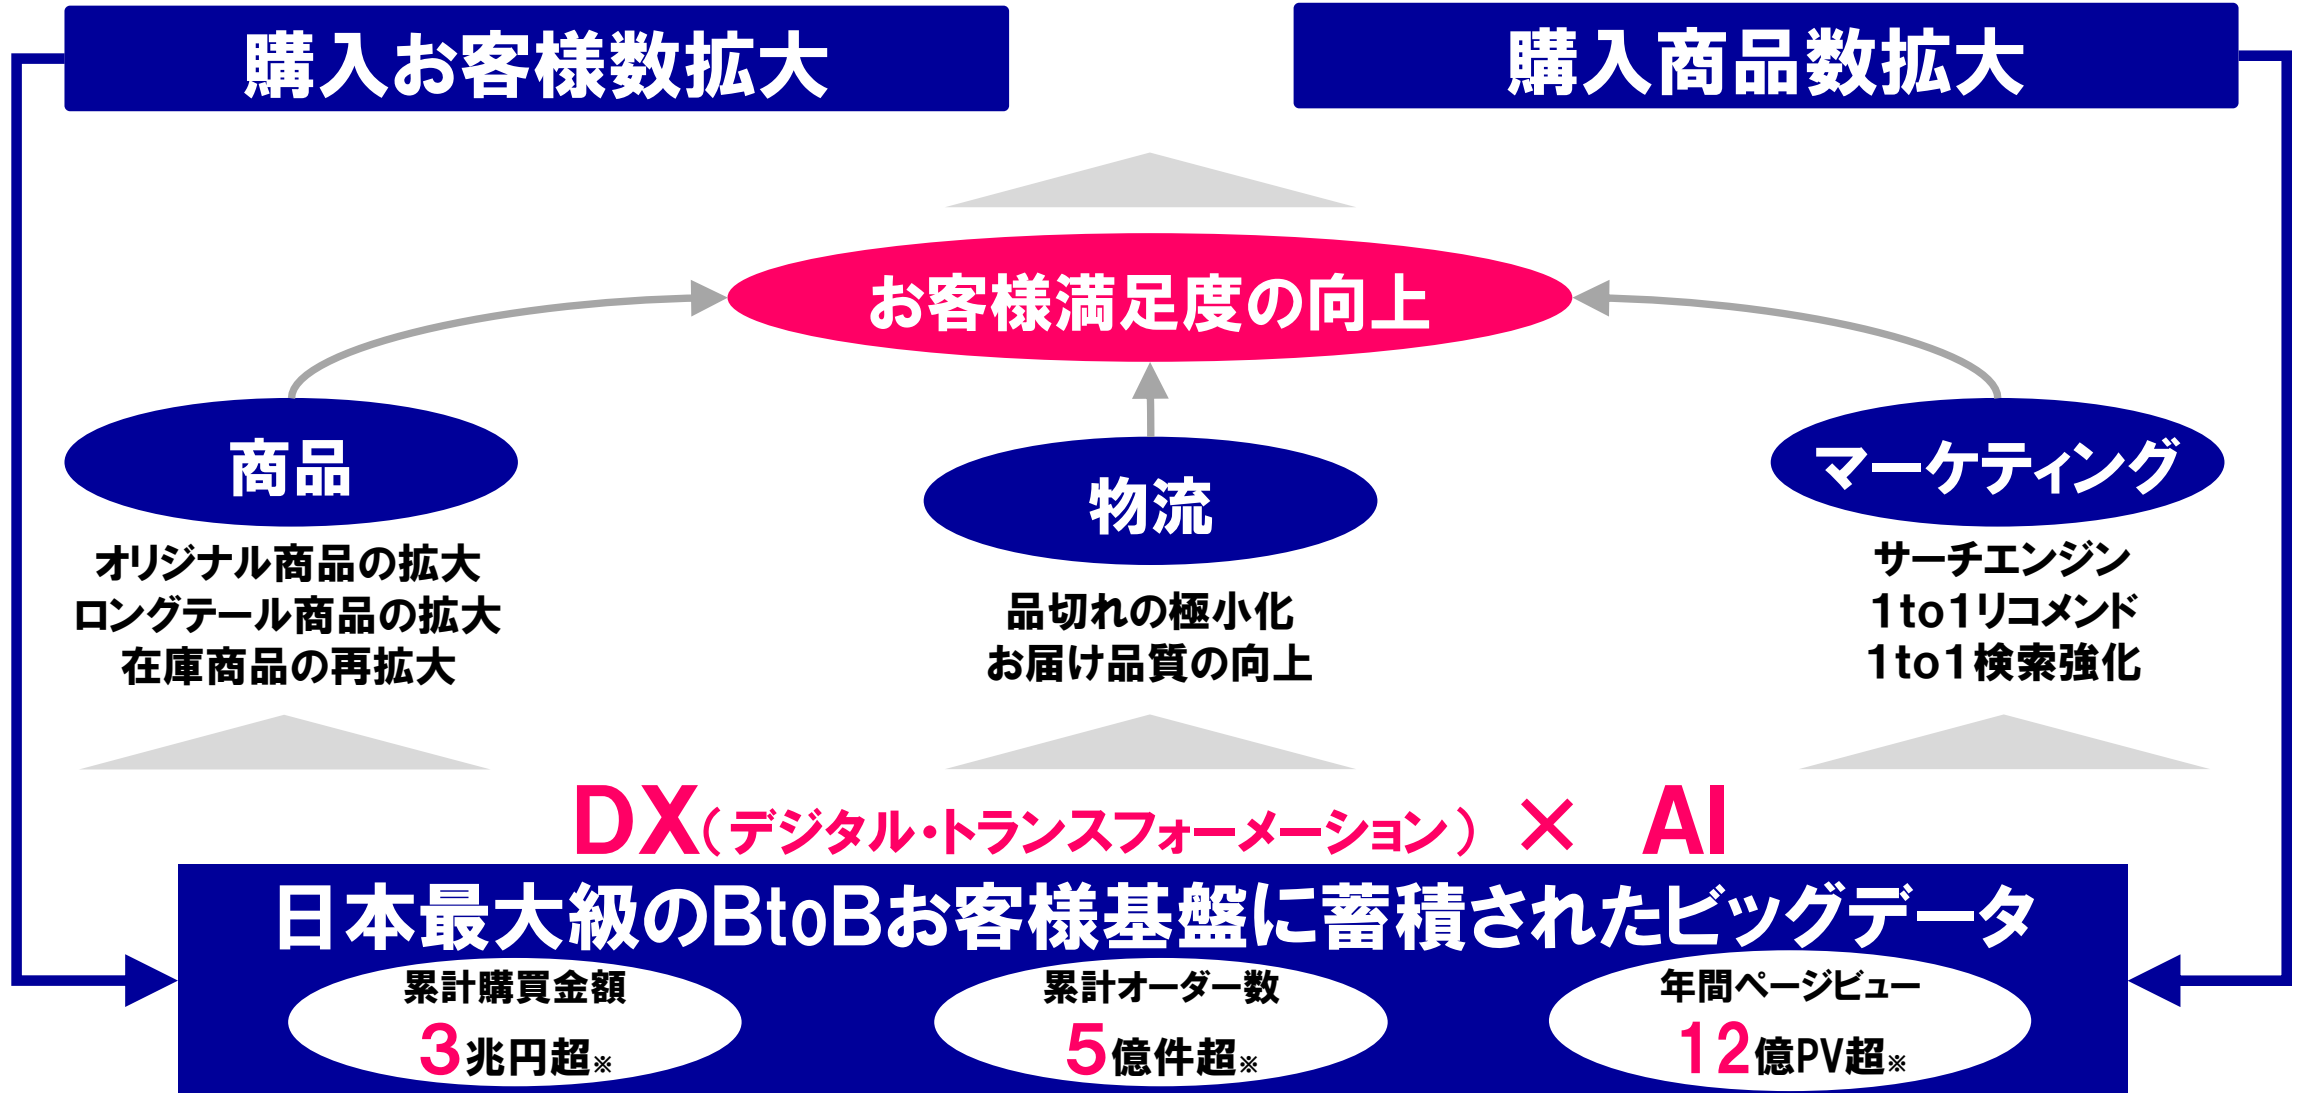 購入お客様数拡大
購入商品数拡大
お客様満足度の向上
商品
オリジナル商品の拡大
ロングテール商品の拡大
在庫商品の再拡大
物流
品切れの極小化
お届け品質の向上
マーケティング
サーチエンジン
1to1リコメンド
1to1検索強化
DX(デジタル・トランスフォーメーション) × AI
日本最大級のBtoBお客様基盤に蓄積されたビッグデータ
累計購買金額
3兆円超※
累計オーダー数
5億件超※
年間ページビュー
12億PV超※